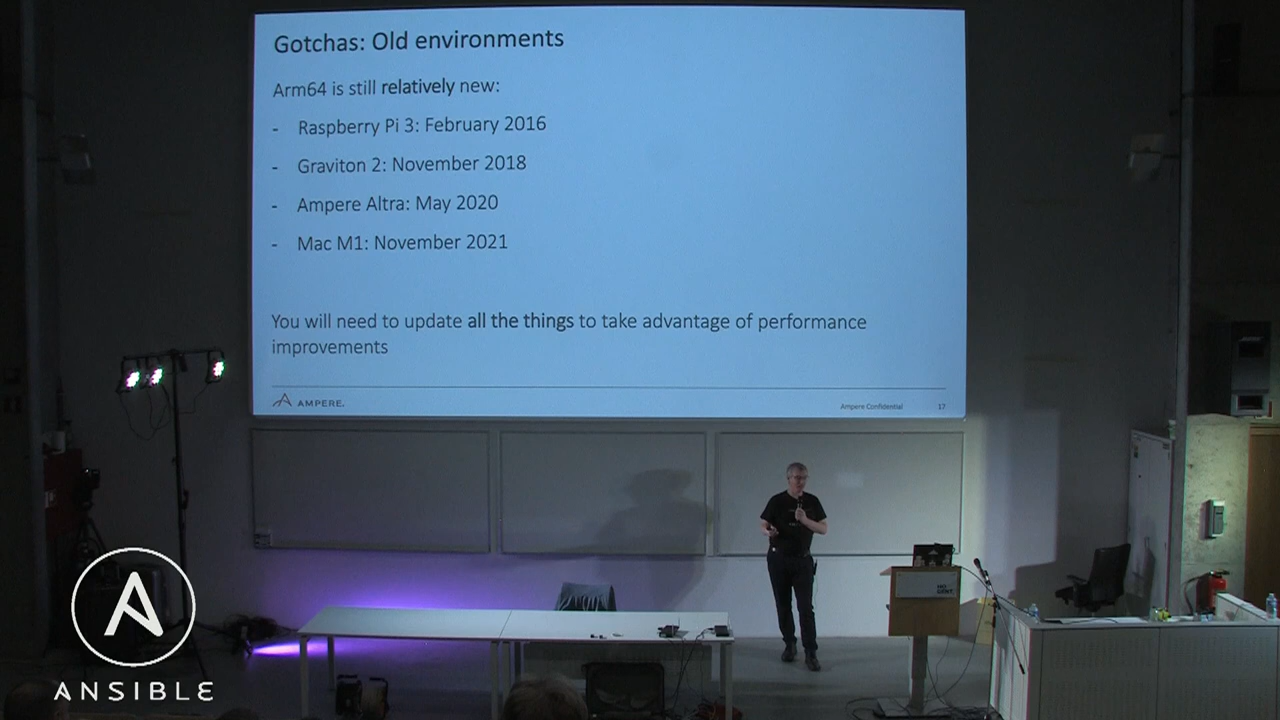 Gotchas: Old environments
Arm64 is still relatively new:
- Raspberry Pi 3: February 2016
- Graviton 2: November 2018
- Ampere Altra: May 2020
- Mac M1: November 2021
You will need to update all the things to take advantage of performance
improvements
AMPERE.
Ampere Confidential
17
HO
GENT
ANSIBLE